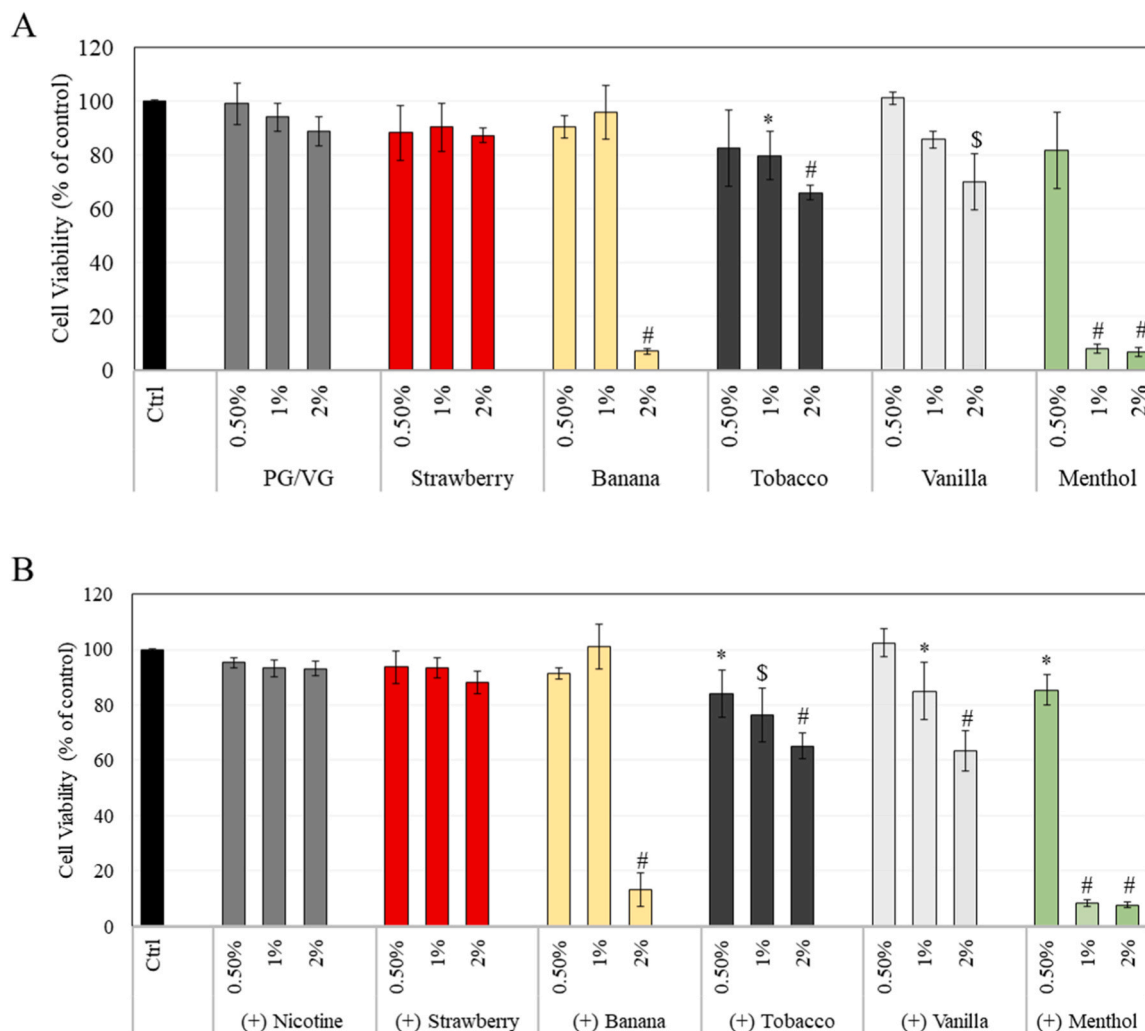 A
Cell Viability (% of control)
120
100
80
60
40
20
0
* # $ # # #
Ctrl 0.50% 1% 2% 0.50% 1% 2% 0.50% 1% 2% 0.50% 1% 2% 0.50% 1% 2% 0.50% 1% 2%
PG/VG Strawberry Banana Tobacco Vanilla Menthol
B
Cell Viability (% of control)
120
100
80
60
40
20
0
* $ # * # * # # #
Ctrl 0.50% 1% 2% 0.50% 1% 2% 0.50% 1% 2% 0.50% 1% 2% 0.50% 1% 2% 0.50% 1% 2%
(+) Nicotine (+) Strawberry (+) Banana (+) Tobacco (+) Vanilla (+) Menthol